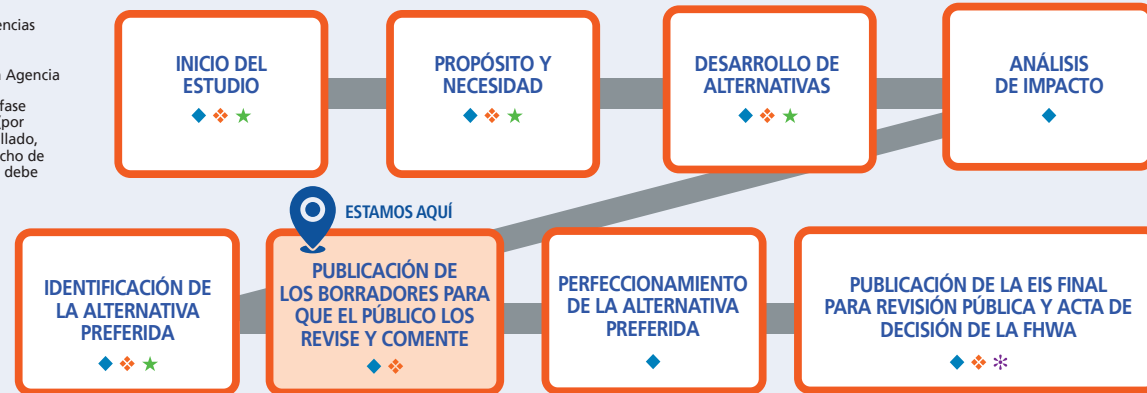 Agencia
fase
(por
cho de
debe
INICIO DEL
ESTUDIO
PROPÓSITO Y
NECESIDAD
DESARROLLO DE
ALTERNATIVAS
ANÁLISIS
DE IMPACTO
ESTAMOS AQUÍ
IDENTIFICACIÓN DE
LA ALTERNATIVA
PREFERIDA
PUBLICACIÓN DE
LOS BORRADORES PARA
QUE EL PÚBLICO LOS
REVISE Y COMENTE
PERFECCIONAMIENTO
DE LA ALTERNATIVA
PREFERIDA
PUBLICACIÓN DE LA EIS FINAL
PARA REVISIÓN PÚBLICA Y ACTA DE
DECISIÓN DE LA FHWA